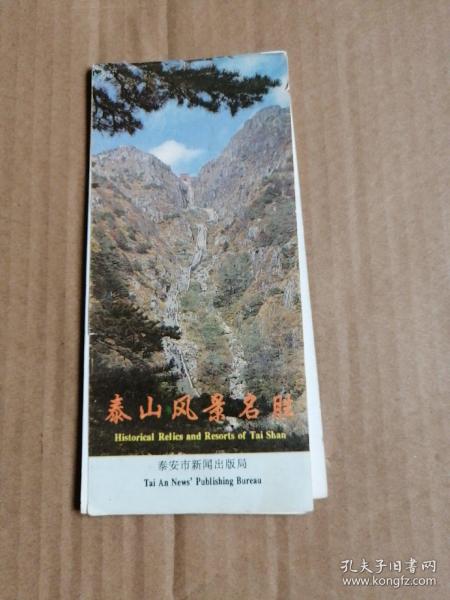 泰山风景名胜
Historical Relics and Resorts of Tai Shan
泰安市新闻出版局
Tai An News' Publishing Bureau
孔夫子旧书网
www.kongfz.com